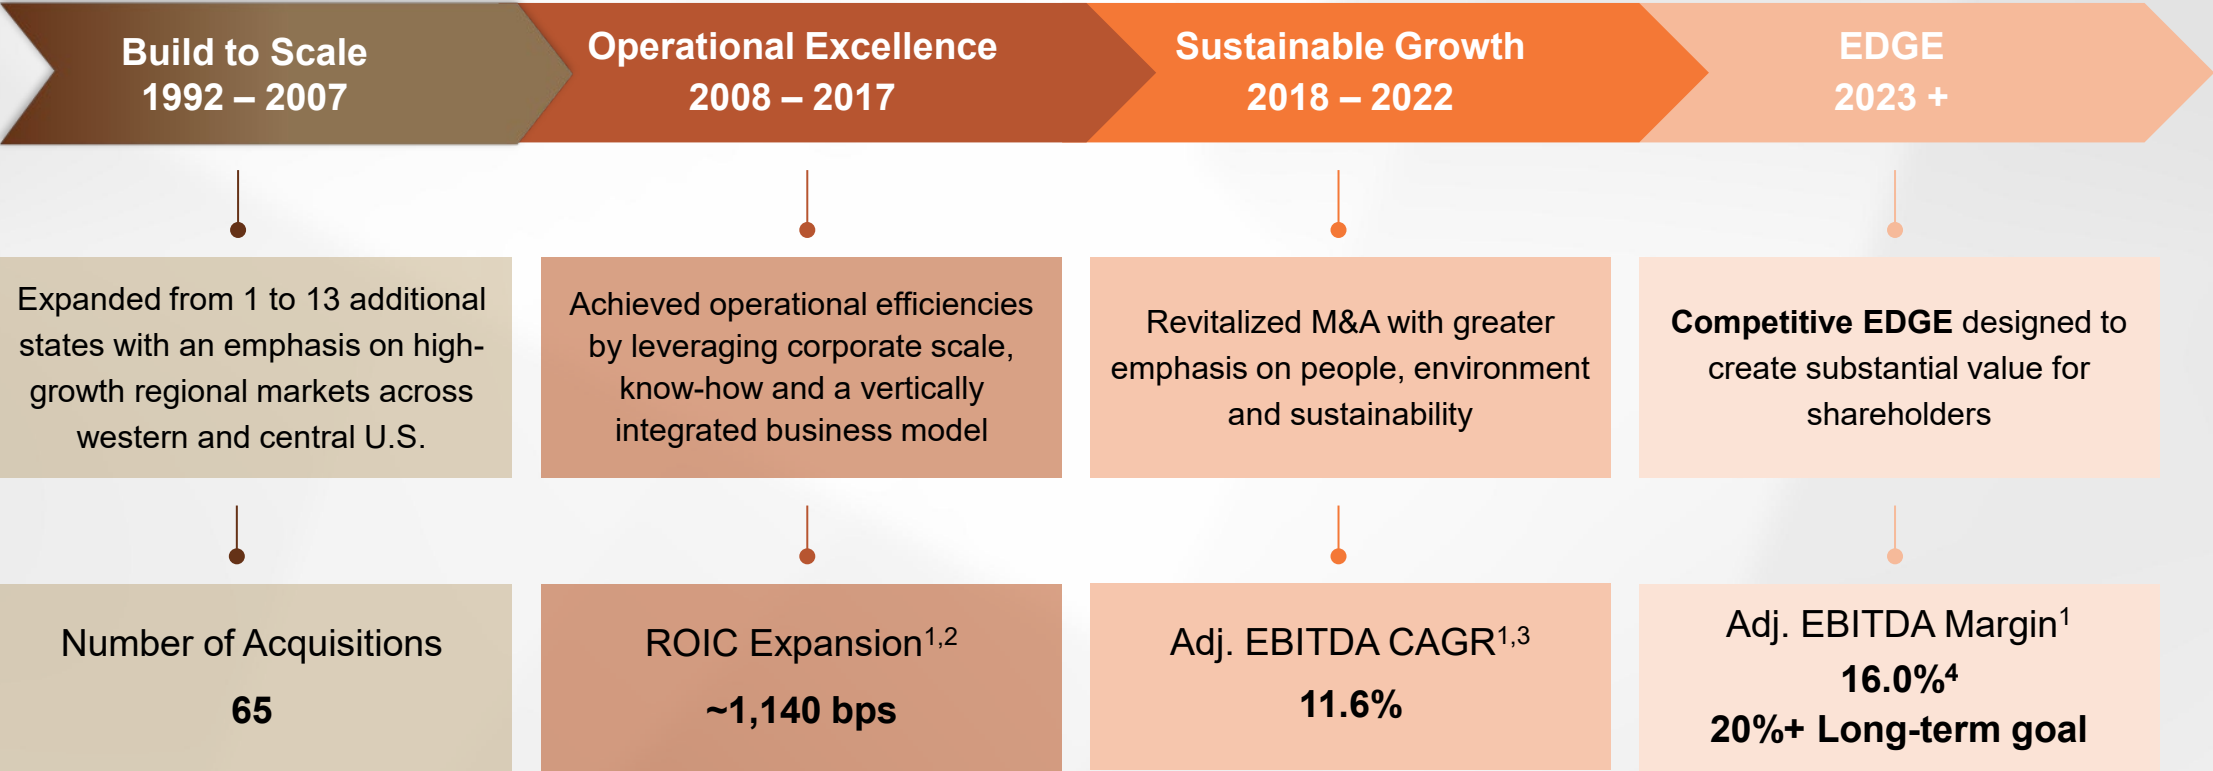 Build to Scale
1992 – 2007
Operational Excellence
2008 – 2017
Sustainable Growth
2018 – 2022
EDGE
2023 +
Expanded from 1 to 13 additional
states with an emphasis on high-
growth regional markets across
western and central U.S.
Achieved operational efficiencies
by leveraging corporate scale,
know-how and a vertically
integrated business model
Revitalized M&A with greater
emphasis on people, environment
and sustainability
Competitive EDGE designed to
create substantial value for
shareholders
Number of Acquisitions
65
ROIC Expansion1,2
~1,140 bps
Adj. EBITDA CAGR1,3
11.6%
Adj. EBITDA Margin1
16.0%4
20%+ Long-term goal